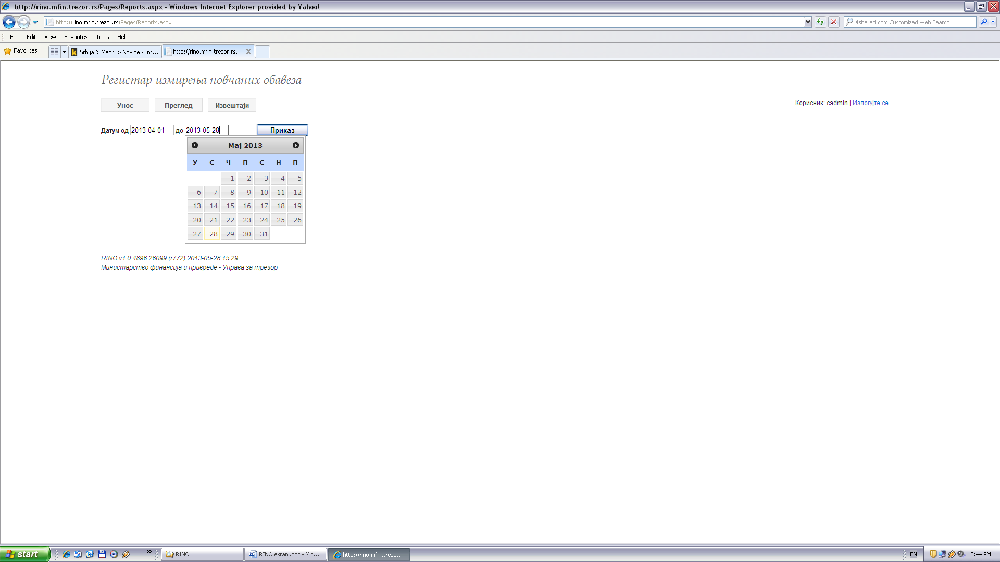 http://rino.mfin.trezor.rs/Pages/Reports.aspx - Windows Internet Explorer provided by Yahoo!
http://rino.mfin.trezor.rs/Pages/Reports.aspx
4shared.com Customized Web Search
File Edit View Favorites Tools Help
Favorites
Srbija > Mediji > Novine - Int...
http://rino.mfin.trezor.rs...
Регистар измирења новчаних обавеза
Унос Преглед Извештаји
Корисник: cadmin | Излогујте се
Датум од 2013-04-01 до 2013-05-28 Приказ
Мај 2013
У С Ч П С Н П
1 2 3 4 5
6 7 8 9 10 11 12
13 14 15 16 17 18 19
20 21 22 23 24 25 26
27 28 29 30 31
RINO v1.0.4896.26099 (r772) 2013-05-28 15:29
Министарство финансија и привреде - Управа за трезор
start
RINO
RINO ekrani.doc - Mic...
http://rino.mfin.trezo...
EN
3:44 PM